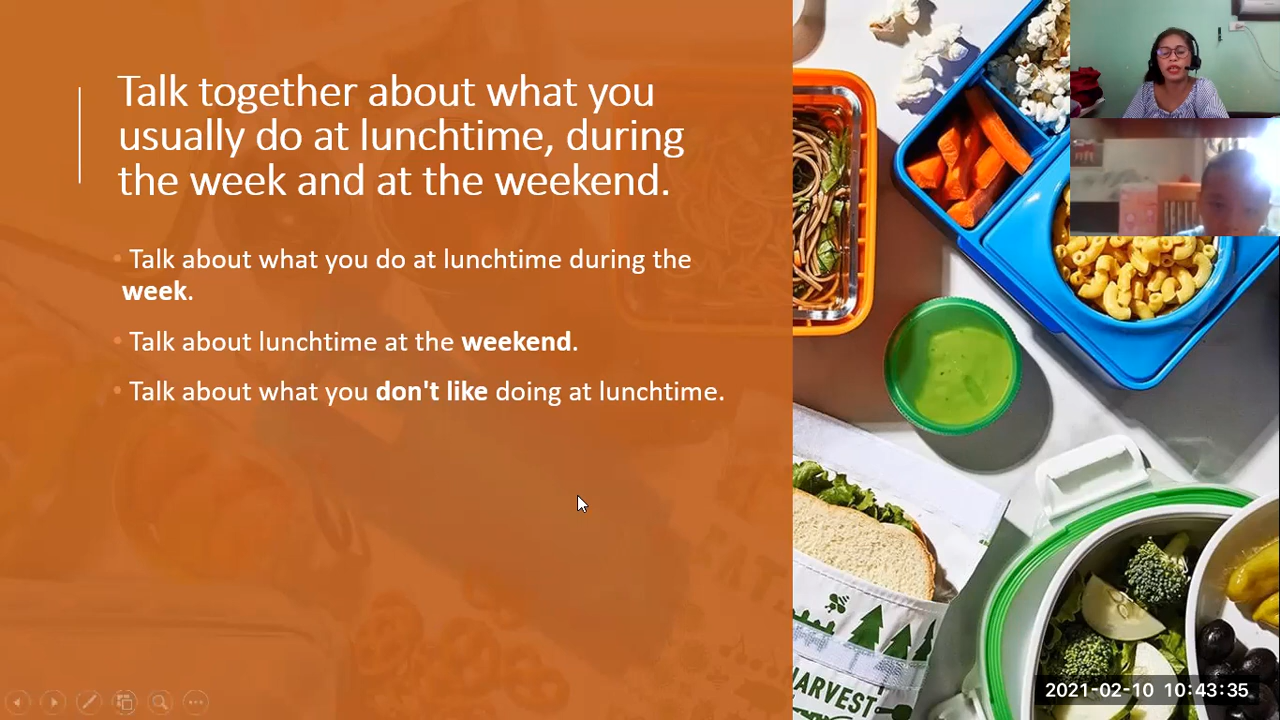 Talk together about what you
usually do at lunchtime, during
the week and at the weekend.
• Talk about what you do at lunchtime during the
week.
• Talk about lunchtime at the weekend.
• Talk about what you don't like doing at lunchtime.
HARVEST
2021-02-10 10:43:35